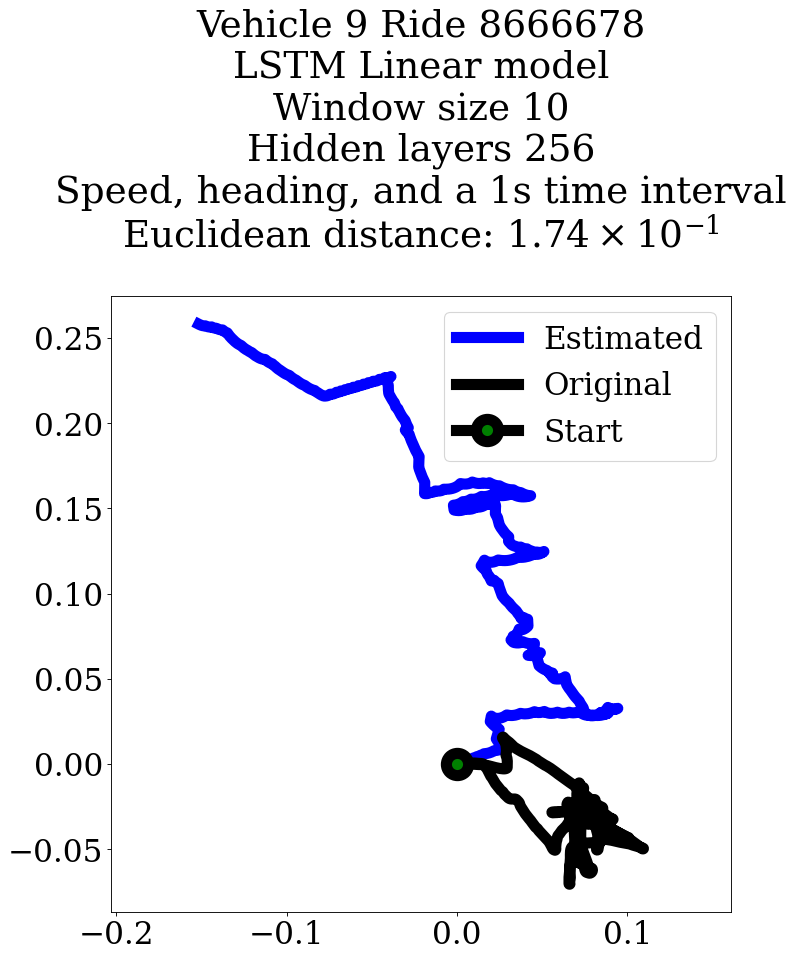 Vehicle 9 Ride 8666678
LSTM Linear model
Window size 10
Hidden layers 256
Speed, heading, and a 1s time interval
Euclidean distance: 1.74 × 10⁻¹
Estimated
Original
Start
0.25
0.20
0.15
0.10
0.05
0.00
−0.05
−0.2 −0.1 0.0 0.1